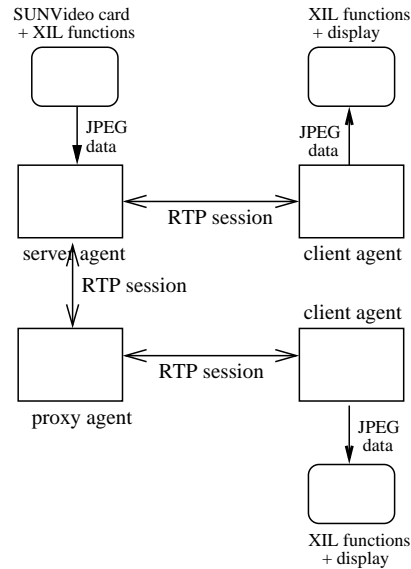 SUNVideo card
+ XIL functions
XIL functions
+ display
JPEG
data
JPEG
data
RTP session
server agent
client agent
RTP session
client agent
RTP session
proxy agent
JPEG
data
XIL functions
+ display